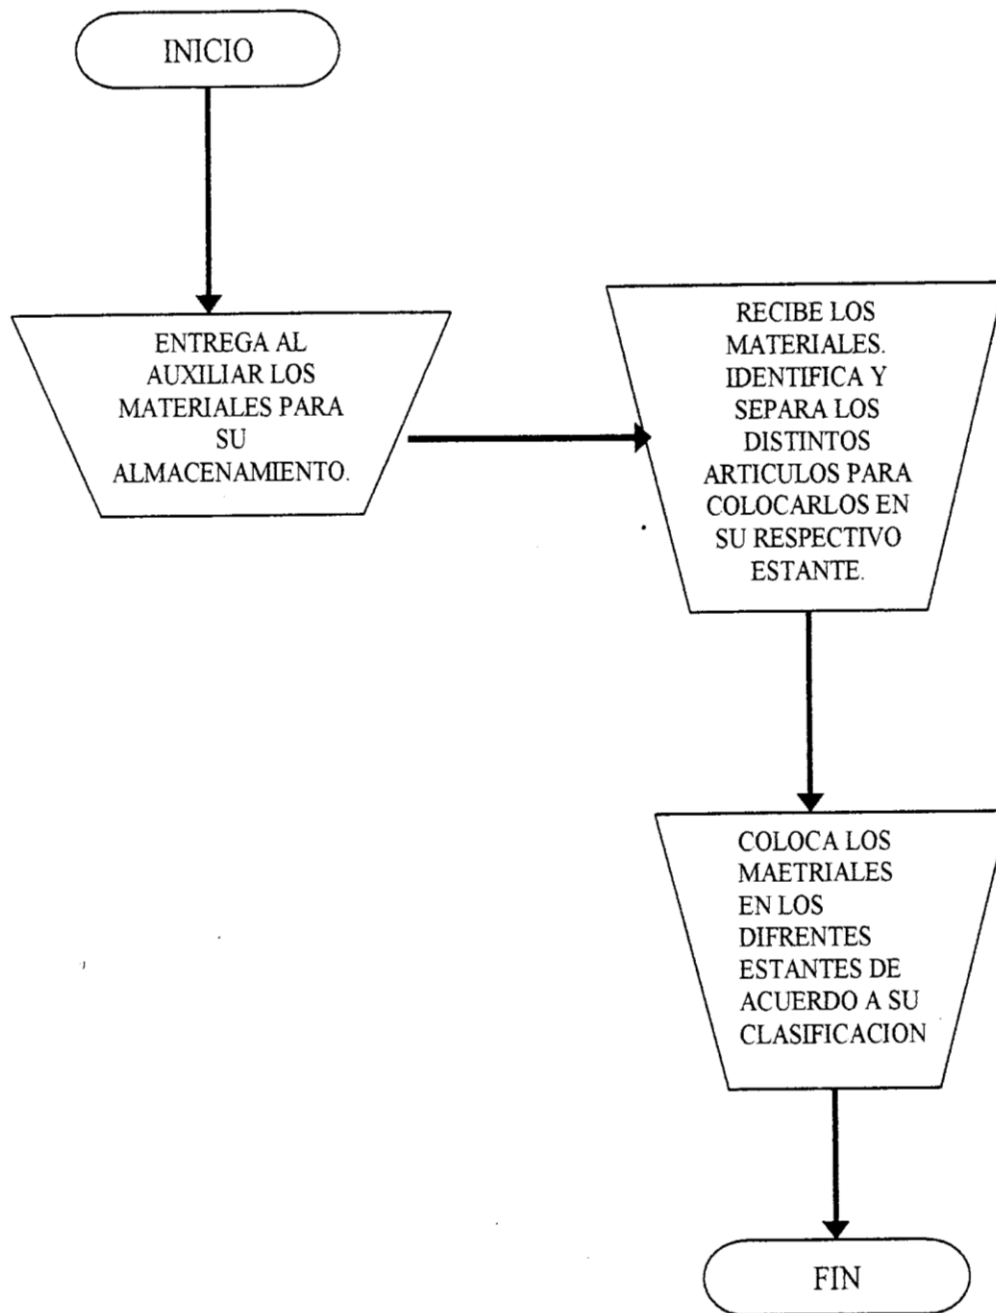 INICIO
ENTREGA AL
AUXILIAR LOS
MATERIALES PARA
SU
ALMACENAMIENTO.
RECIBE LOS
MATERIALES.
IDENTIFICA Y
SEPARA LOS
DISTINTOS
ARTICULOS PARA
COLOCARLOS EN
SU RESPECTIVO
ESTANTE.
COLOCA LOS
MAETRIALES
EN LOS
DIFRENTES
ESTANTES DE
ACUERDO A SU
CLASIFICACION
FIN